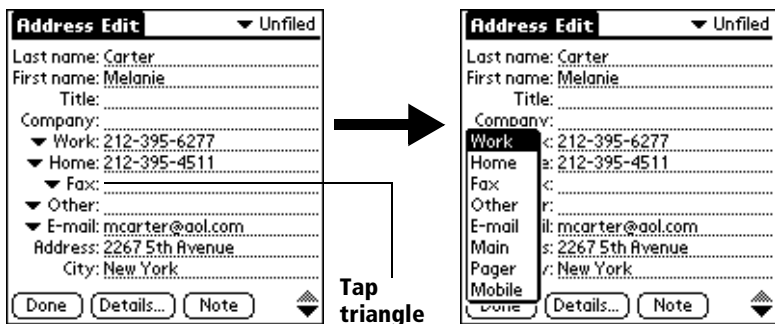 Address Edit
Unfiled
Last name: Carter
First name: Melanie
Title:
Company:
Work: 212-395-6277
Home: 212-395-4511
Fax:
Other:
E-mail: mcarter@aol.com
Address: 2267 5th Avenue
City: New York
Done
Details...
Note
Tap
triangle
Address Edit
Unfiled
Last name: Carter
First name: Melanie
Title:
Company:
Work
212-395-6277
Home
212-395-4511
Fax
Other
E-mail
mcarter@aol.com
Main
2267 5th Avenue
Pager
New York
Mobile
Done
Details...
Note